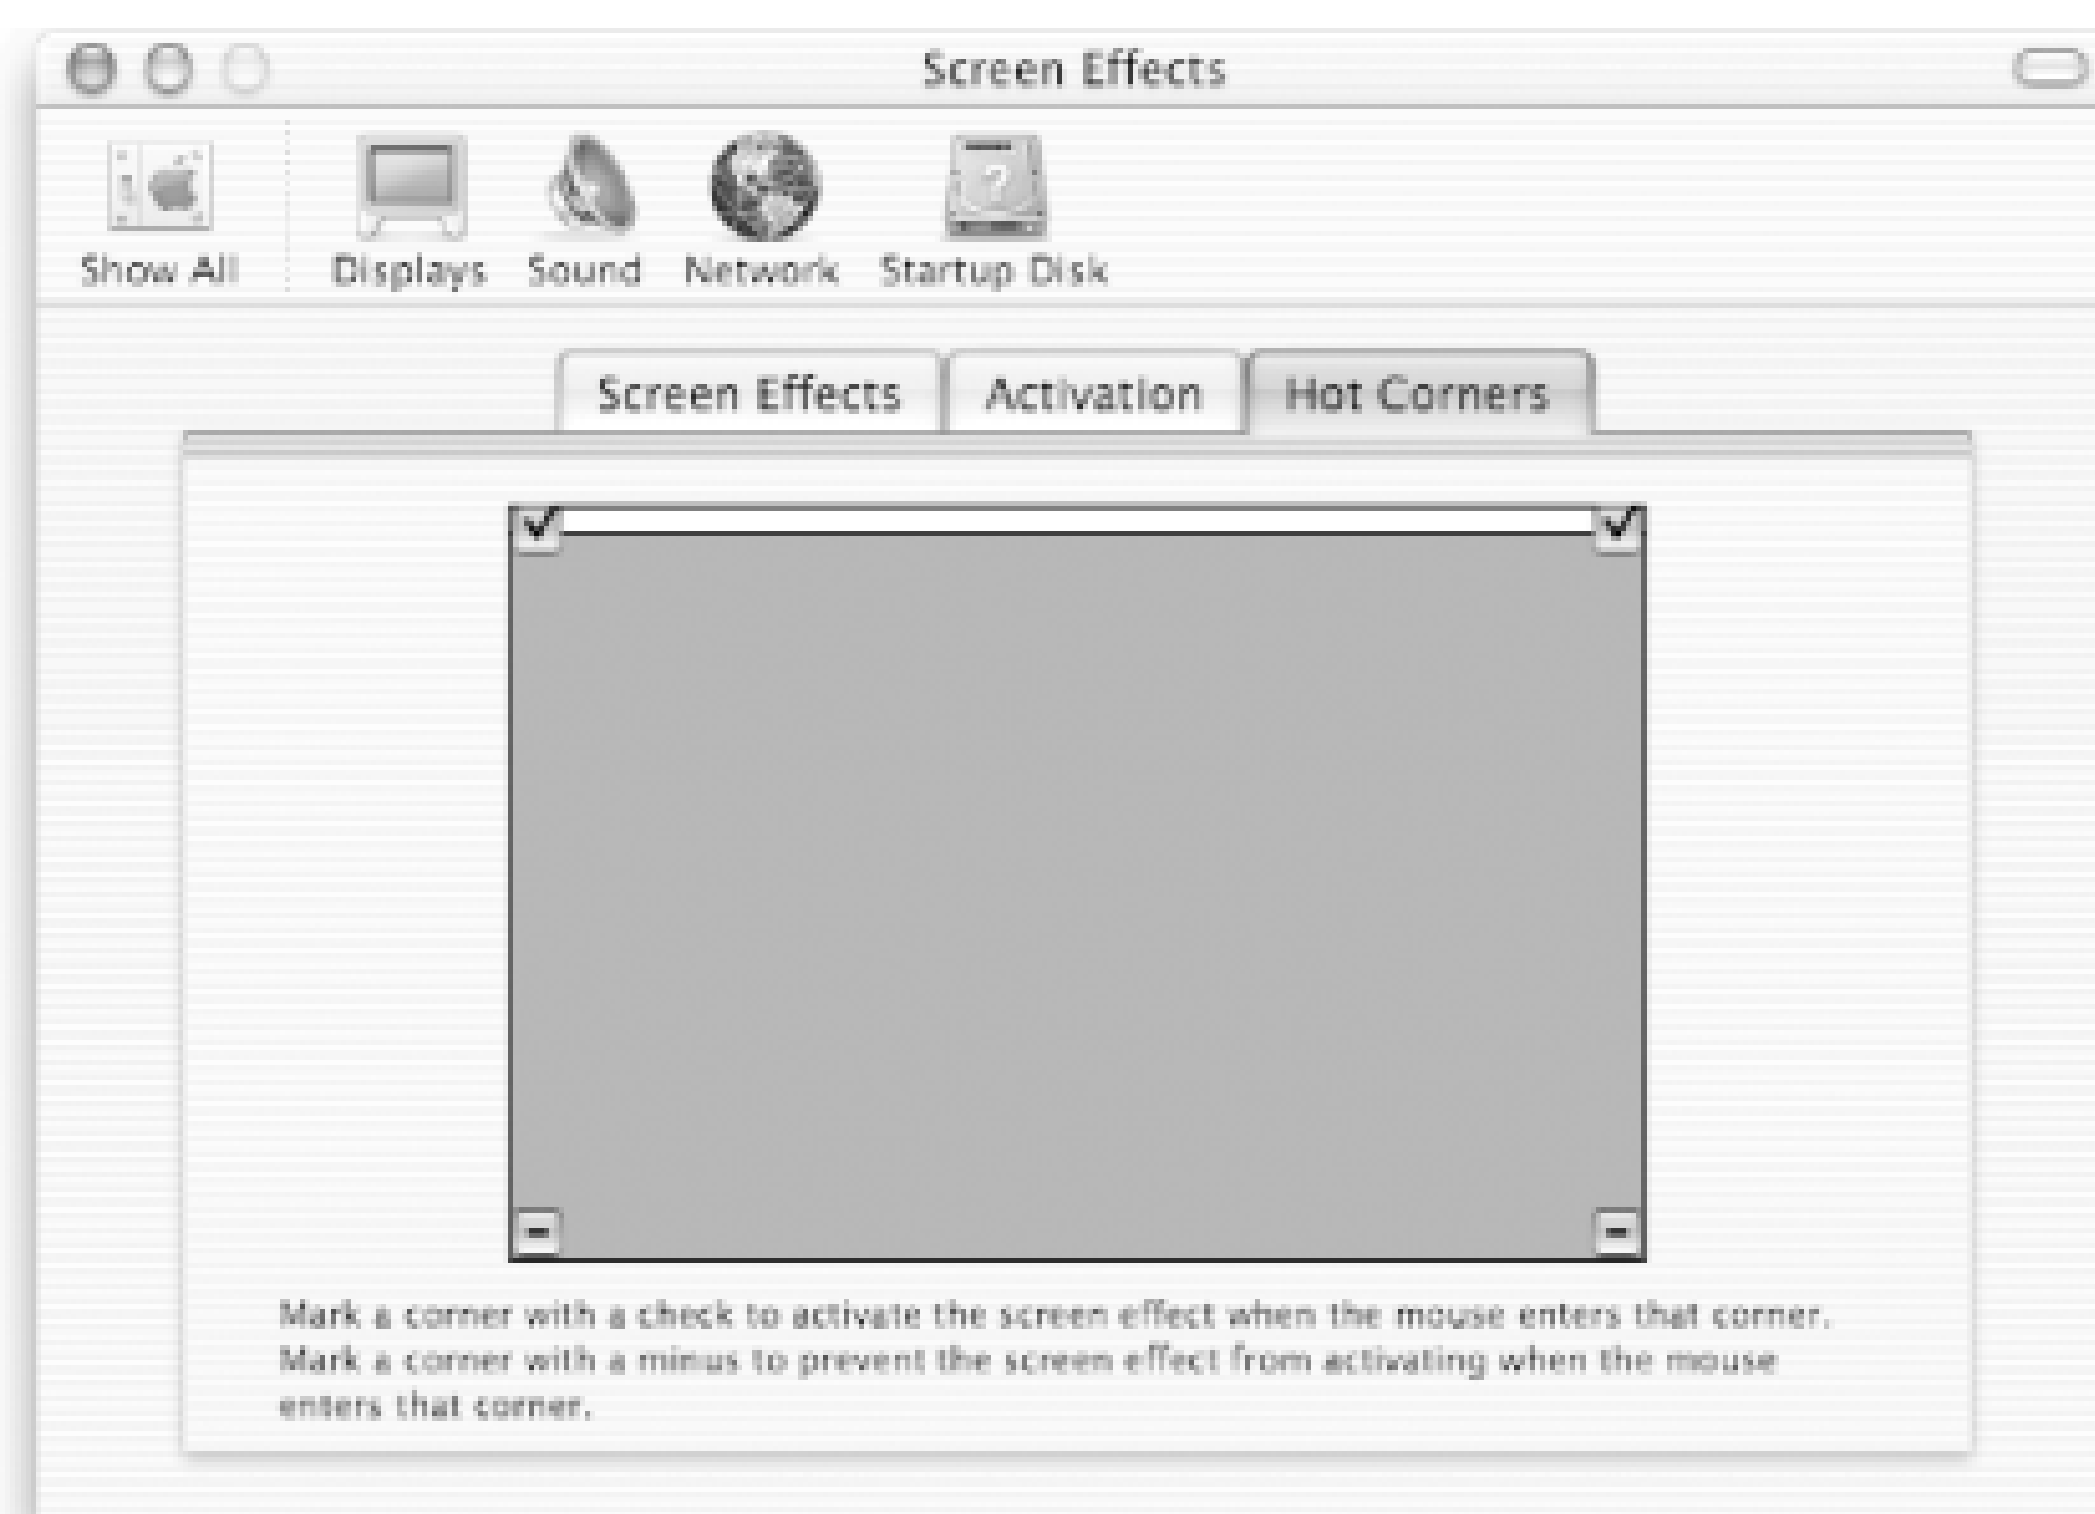 Screen Effects
Show All Displays Sound Network Startup Disk
Screen Effects Activation Hot Corners
Mark a corner with a check to activate the screen effect when the mouse enters that corner.
Mark a corner with a minus to prevent the screen effect from activating when the mouse
enters that corner.